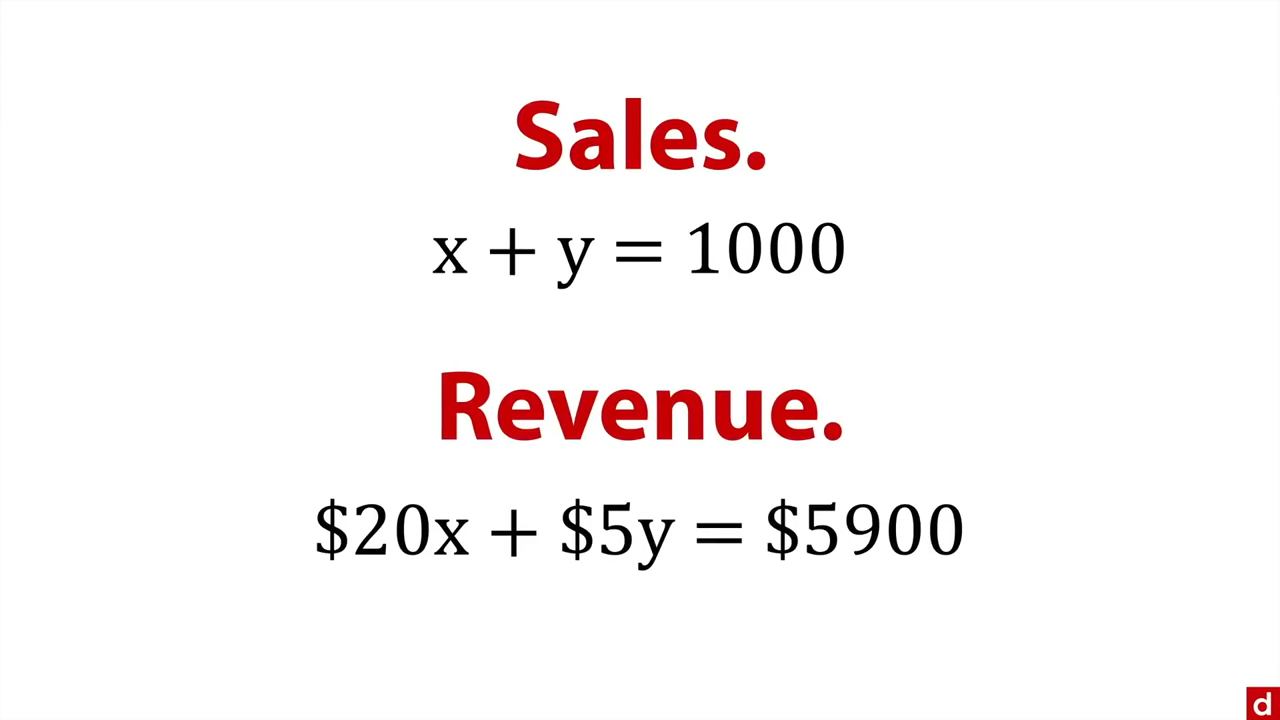 Sales.
x + y = 1000
Revenue.
$20x + $5y = $5900
d